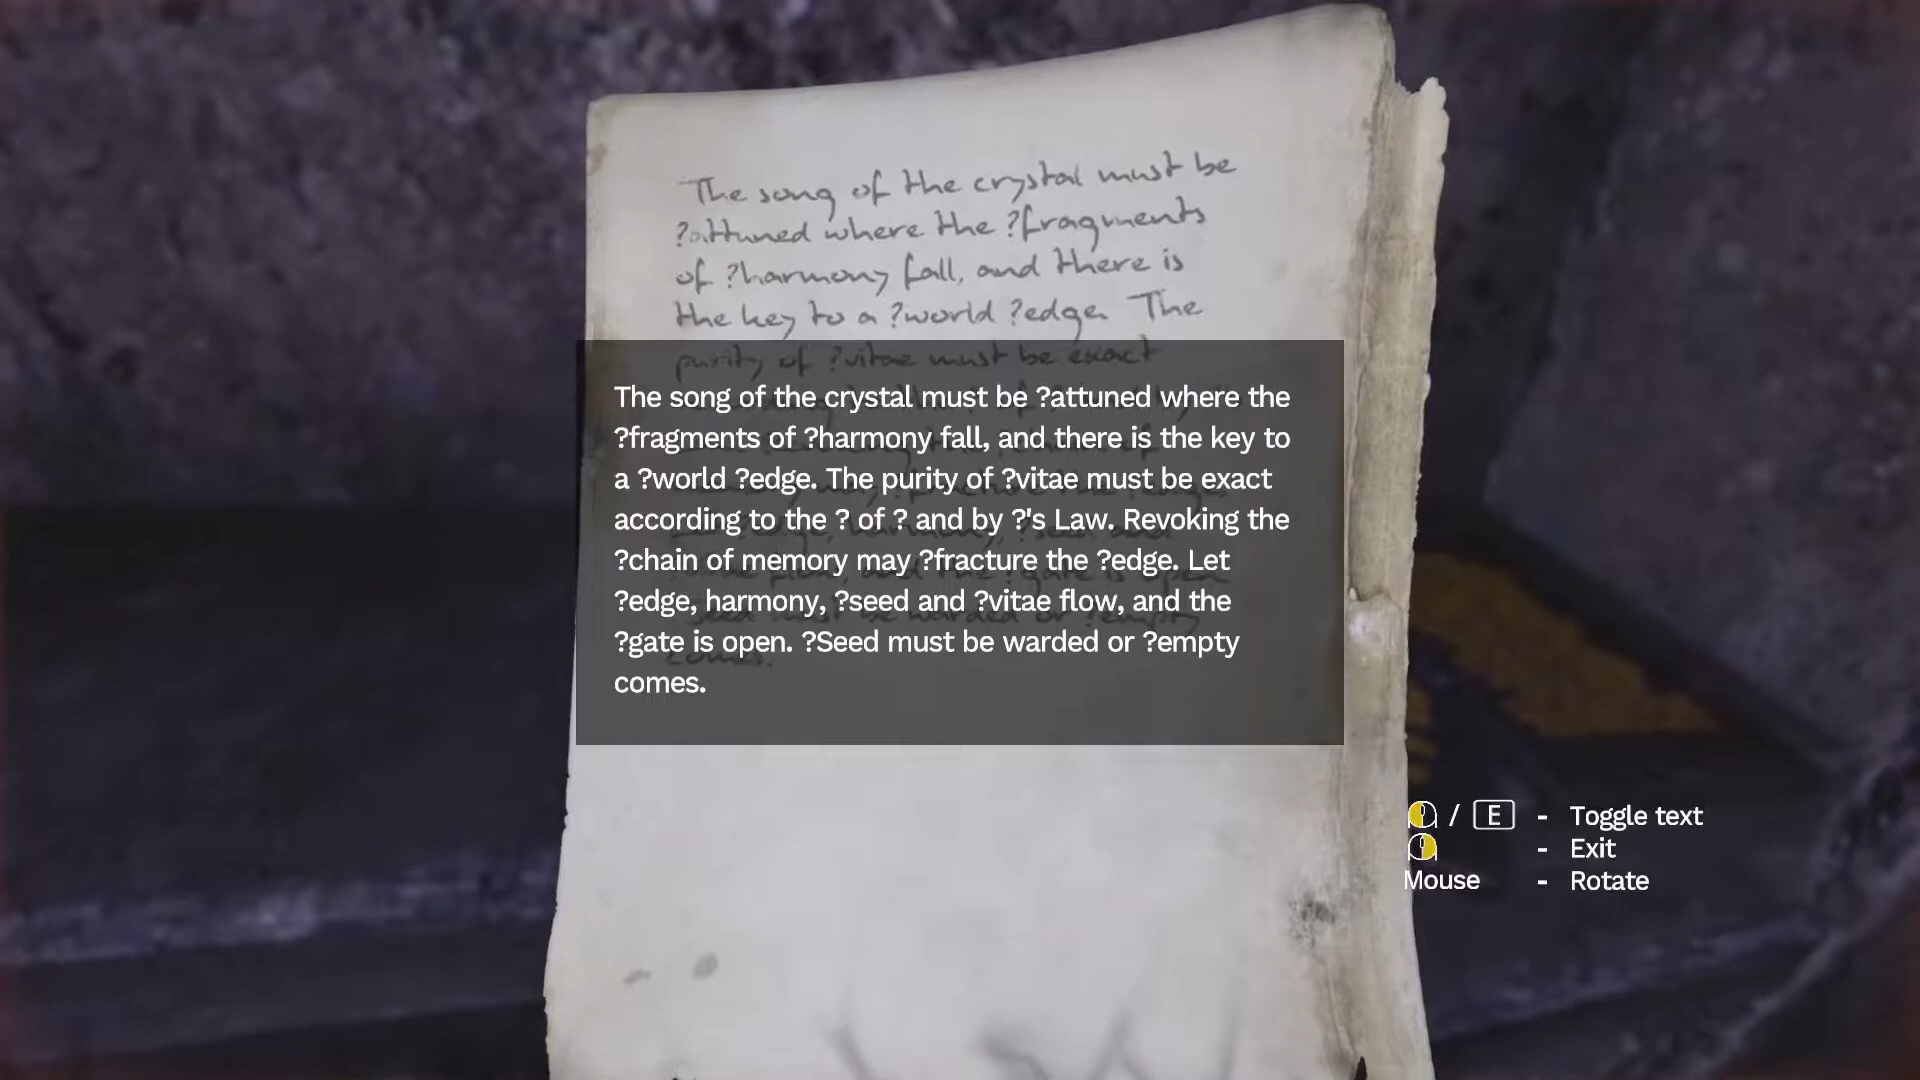 The song of the crystal must be
?attuned where the ?fragments
of ?harmony fall, and there is
the key to a ?world ?edge. The
purity of ?vitae must be exact
The song of the crystal must be ?attuned where the
?fragments of ?harmony fall, and there is the key to
a ?world ?edge. The purity of ?vitae must be exact
according to the ? of ? and by ?'s Law. Revoking the
?chain of memory may ?fracture the ?edge. Let
?edge, harmony, ?seed and ?vitae flow, and the
?gate is open. ?Seed must be warded or ?empty
comes.
/ E - Toggle text
- Exit
Mouse - Rotate